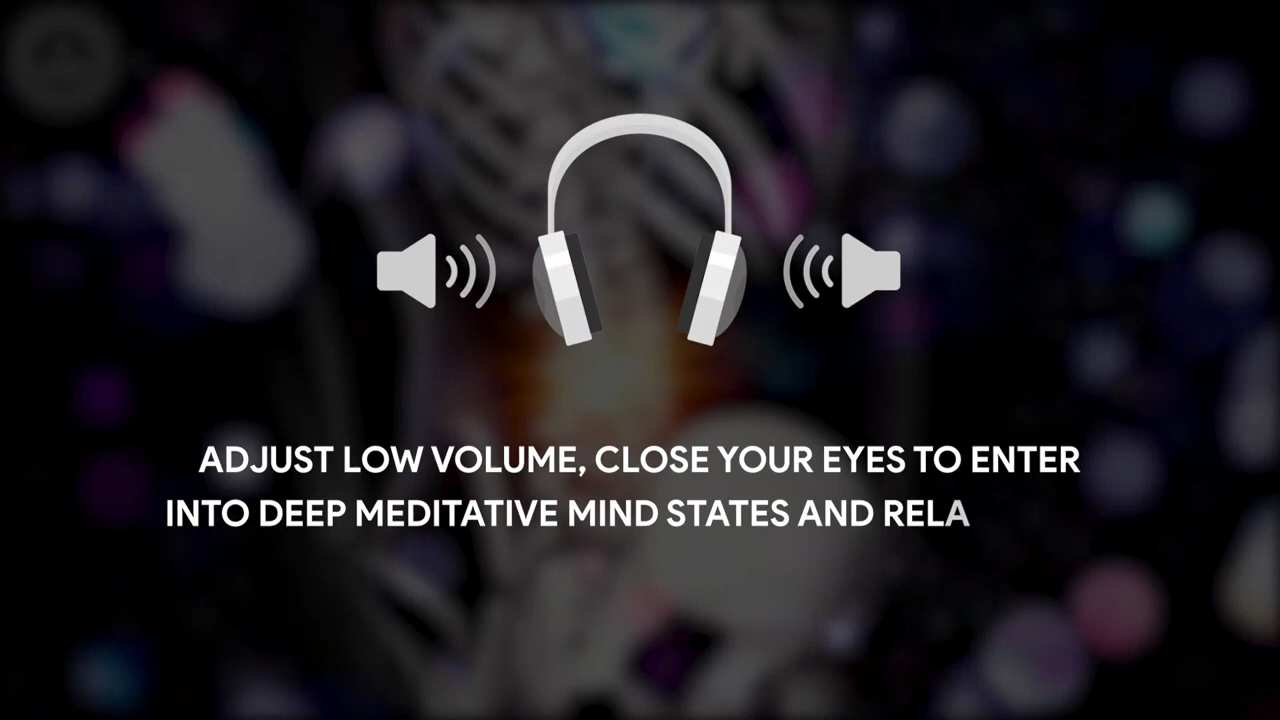 ADJUST LOW VOLUME, CLOSE YOUR EYES TO ENTER
INTO DEEP MEDITATIVE MIND STATES AND RELA